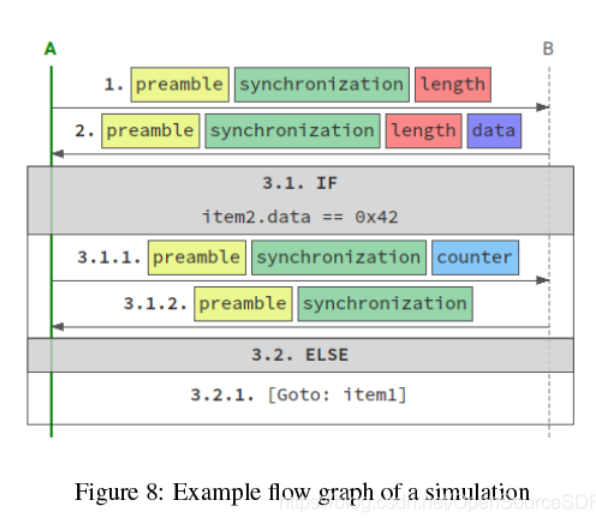 A B
1. preamble synchronization length
2. preamble synchronization length data
3.1. IF
item2.data == 0x42
3.1.1. preamble synchronization counter
3.1.2. preamble synchronization
3.2. ELSE
3.2.1. [Goto: item1]
Figure 8: Example flow graph of a simulation
https://blog.csdn.net/OpenSourceSDR